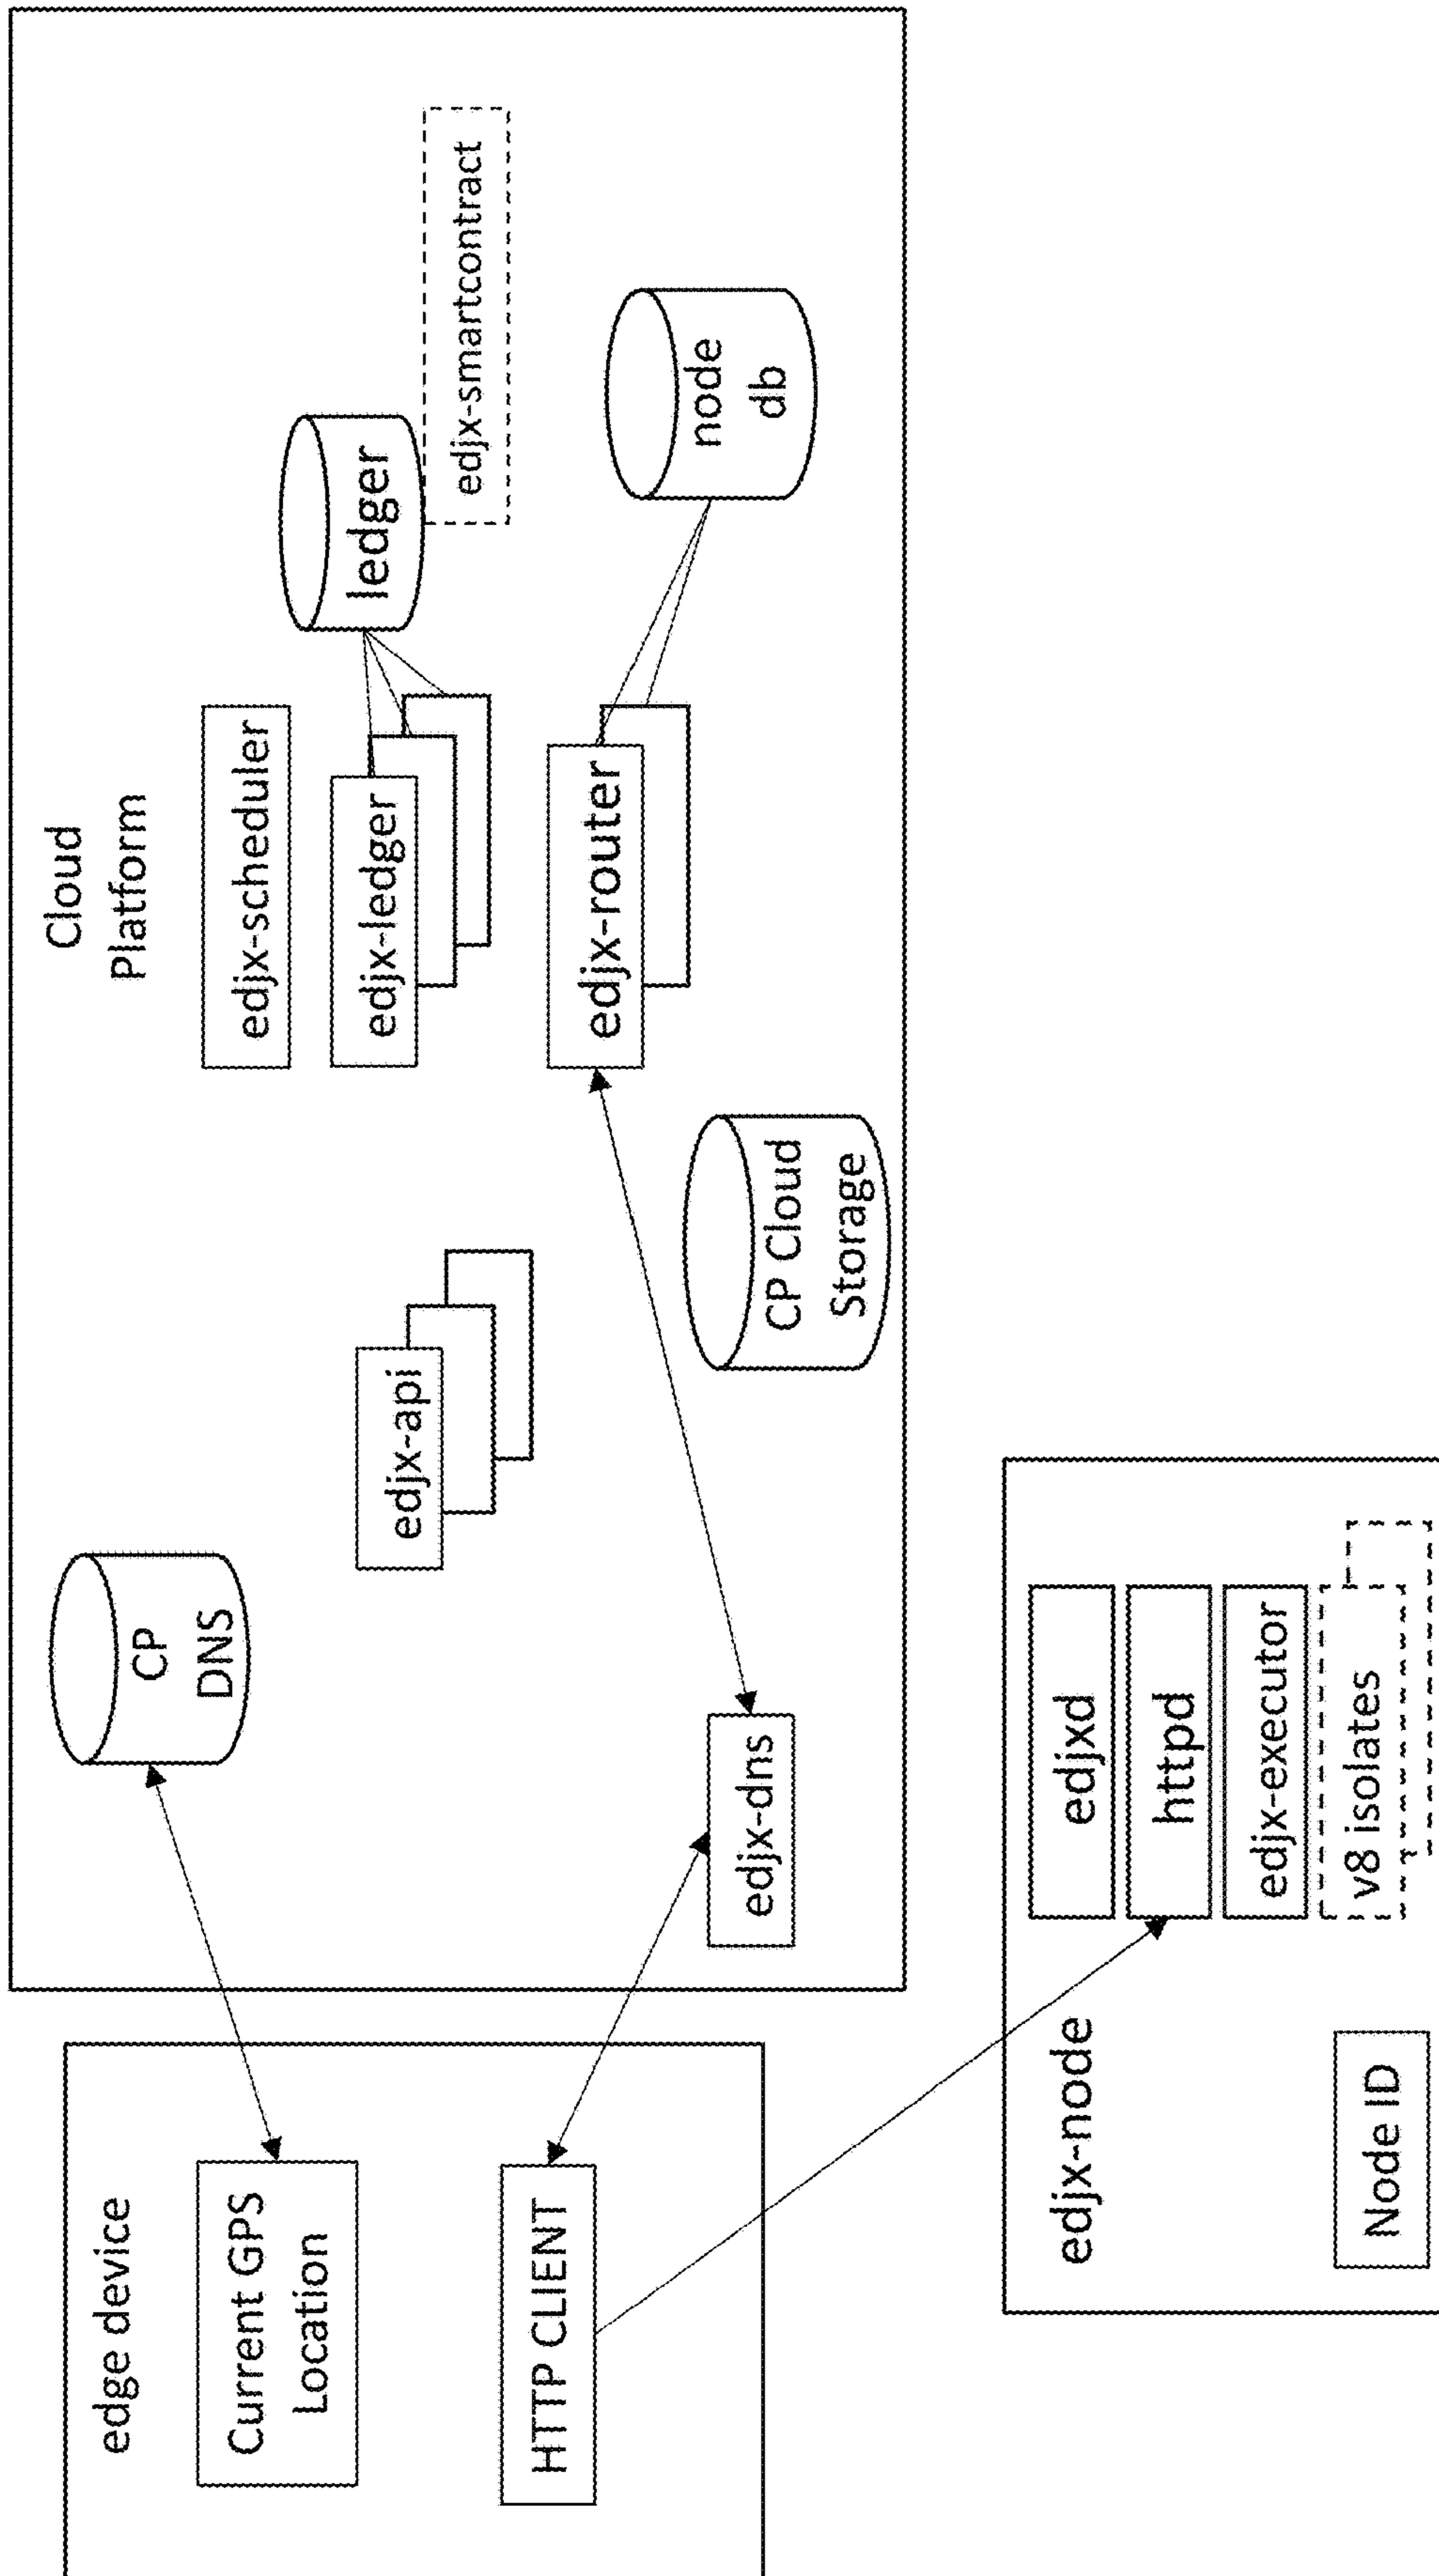 edge device
Current GPS
Location
HTTP CLIENT
Cloud
Platform
CP
DNS
edjx-api
edjx-dns
CP Cloud
Storage
edjx-scheduler
edjx-ledger
edjx-router
ledger
edjx-smartcontract
node
db
edjx-node
Node ID
edjxd
httpd
edjx-executor
v8 isolates